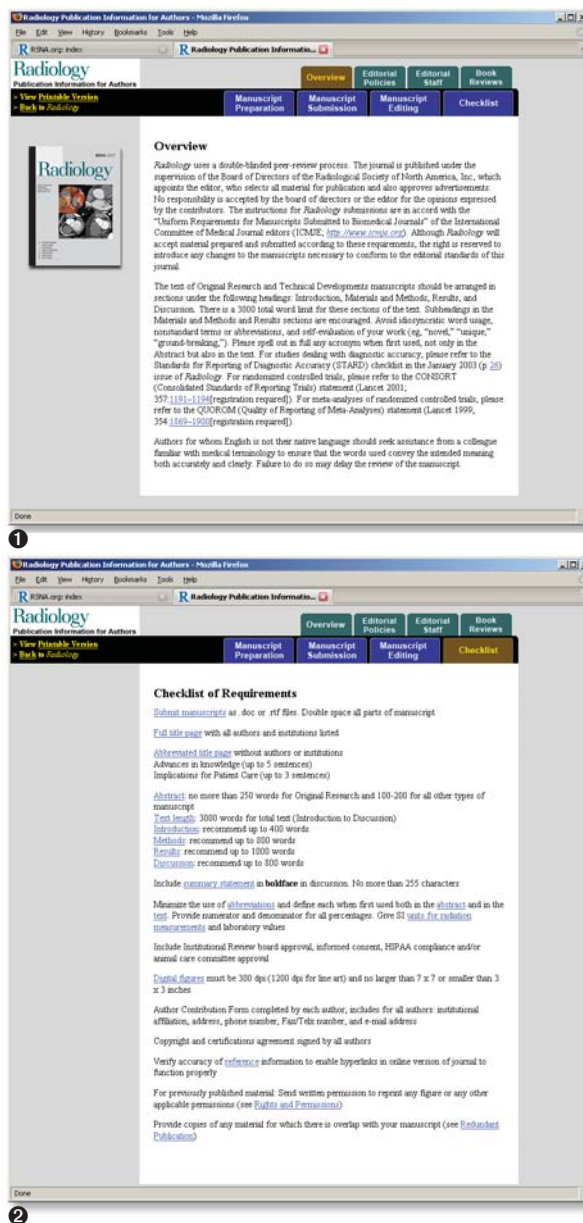 Radiology Publication Information for Authors - Mozilla Firefox
File Edit View History Bookmarks Tools Help
R RSNA.org: index
R Radiology Publication Informatio...
Radiology
Publication Information for Authors
Overview
Editorial Policies
Editorial Staff
Book Reviews
» View Printable Version
» Back to Radiology
Manuscript Preparation
Manuscript Submission
Manuscript Editing
Checklist
Radiology
Overview
Radiology uses a double-blinded peer-review process. The journal is published under the
supervision of the Board of Directors of the Radiological Society of North America, Inc, which
appoints the editor, who selects all material for publication and also approves advertisements.
No responsibility is accepted by the board of directors or the editor for the opinions expressed
by the contributors. The instructions for Radiology submissions are in accord with the
"Uniform Requirements for Manuscripts Submitted to Biomedical Journals" of the International
Committee of Medical Journal editors (ICMJE; http://www.icmje.org). Although Radiology will
accept material prepared and submitted according to these requirements, the right is reserved to
introduce any changes to the manuscripts necessary to conform to the editorial standards of this
journal.
The text of Original Research and Technical Developments manuscripts should be arranged in
sections under the following headings: Introduction, Materials and Methods, Results, and
Discussion. There is a 3000 total word limit for these sections of the text. Subheadings in the
Materials and Methods and Results sections are encouraged. Avoid idiosyncratic word usage,
nonstandard terms or abbreviations, and self-evaluation of your work (eg, "novel," "unique,"
"ground-breaking,"). Please spell out in full any acronym when first used, not only in the
Abstract but also in the text. For studies dealing with diagnostic accuracy, please refer to the
Standards for Reporting of Diagnostic Accuracy (STARD) checklist in the January 2003 (p 26)
issue of Radiology. For randomized controlled trials, please refer to the CONSORT
(Consolidated Standards of Reporting Trials) statement (Lancet 2001;
357:1191–1194[registration required]). For meta-analyses of randomized controlled trials, please
refer to the QUOROM (Quality of Reporting of Meta-Analyses) statement (Lancet 1999;
354:1869–1900[registration required]).
Authors for whom English is not their native language should seek assistance from a colleague
familiar with medical terminology to ensure that the words used convey the intended meaning
both accurately and clearly. Failure to do so may delay the review of the manuscript.
Done
1
Radiology Publication Information for Authors - Mozilla Firefox
File Edit View History Bookmarks Tools Help
R RSNA.org: index
R Radiology Publication Informatio...
Radiology
Publication Information for Authors
Overview
Editorial Policies
Editorial Staff
Book Reviews
» View Printable Version
» Back to Radiology
Manuscript Preparation
Manuscript Submission
Manuscript Editing
Checklist
Checklist of Requirements
Submit manuscripts as .doc or .rtf files. Double space all parts of manuscript
Full title page with all authors and institutions listed
Abbreviated title page without authors or institutions
Advances in knowledge (up to 5 sentences)
Implications for Patient Care (up to 3 sentences)
Abstract: no more than 250 words for Original Research and 100-200 for all other types of
manuscript
Text length: 3000 words for total text (Introduction to Discussion)
Introduction: recommend up to 400 words
Methods: recommend up to 800 words
Results: recommend up to 1000 words
Discussion: recommend up to 800 words
Include summary statement in boldface in discussion. No more than 255 characters
Minimize the use of abbreviations and define each when first used both in the abstract and in the
text. Provide numerator and denominator for all percentages. Give SI units for radiation
measurements and laboratory values
Include Institutional Review board approval, informed consent, HIPAA compliance and/or
animal care committee approval
Digital figures must be 300 dpi (1200 dpi for line art) and no larger than 7 x 7 or smaller than 3
x 3 inches
Author Contribution Form completed by each author, includes for all authors: institutional
affiliation, address, phone number, Fax/Telx number, and e-mail address
Copyright and certifications agreement signed by all authors
Verify accuracy of reference information to enable hyperlinks in online version of journal to
function properly
For previously published material. Send written permission to reprint any figure or any other
applicable permissions (see Rights and Permissions)
Provide copies of any material for which there is overlap with your manuscript (see Redundant
Publication)
Done
2